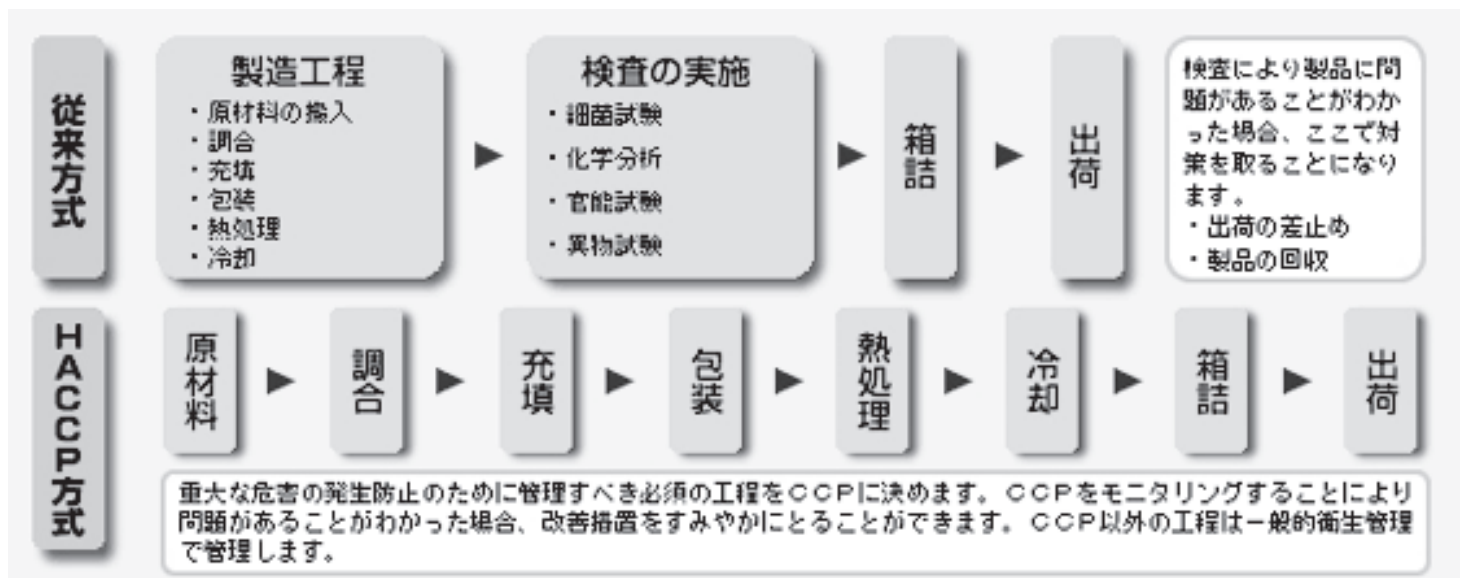 従来方式
製造工程
・原材料の搬入
・調合
・充填
・包装
・熱処理
・冷却
検査の実施
・細菌試験
・化学分析
・官能試験
・異物試験
箱詰
出荷
検査により製品に問
題があることがわか
った場合、ここで対
策を取ることになり
ます。
・出荷の差止め
・製品の回収
HACCP方式
原材料
調合
充填
包装
熱処理
冷却
箱詰
出荷
重大な危害の発生防止のために管理すべき必須の工程をCCPに決めます。CCPをモニタリングすることにより
問題があることがわかった場合、改善措置をすみやかにとることができます。CCP以外の工程は一般的衛生管理
で管理します。